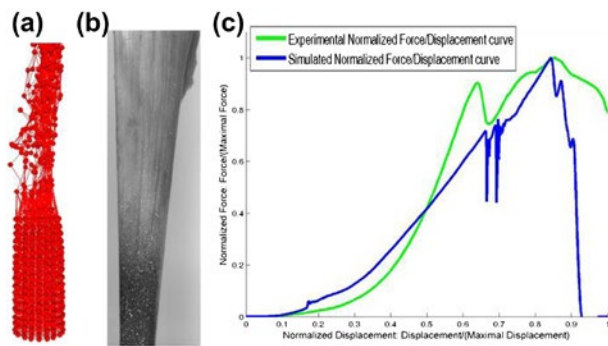 (a) (b) (c)
Experimental Normalized Force/Displacement curve
Simulated Normalized Force/Displacement curve
Normalized Force: Force/(Maximal Force)
1
0.8
0.6
0.4
0.2
0
0 0.1 0.2 0.3 0.4 0.5 0.6 0.7 0.8 0.9 1
Normalized Displacement: Displacement/(Maximal Displacement)